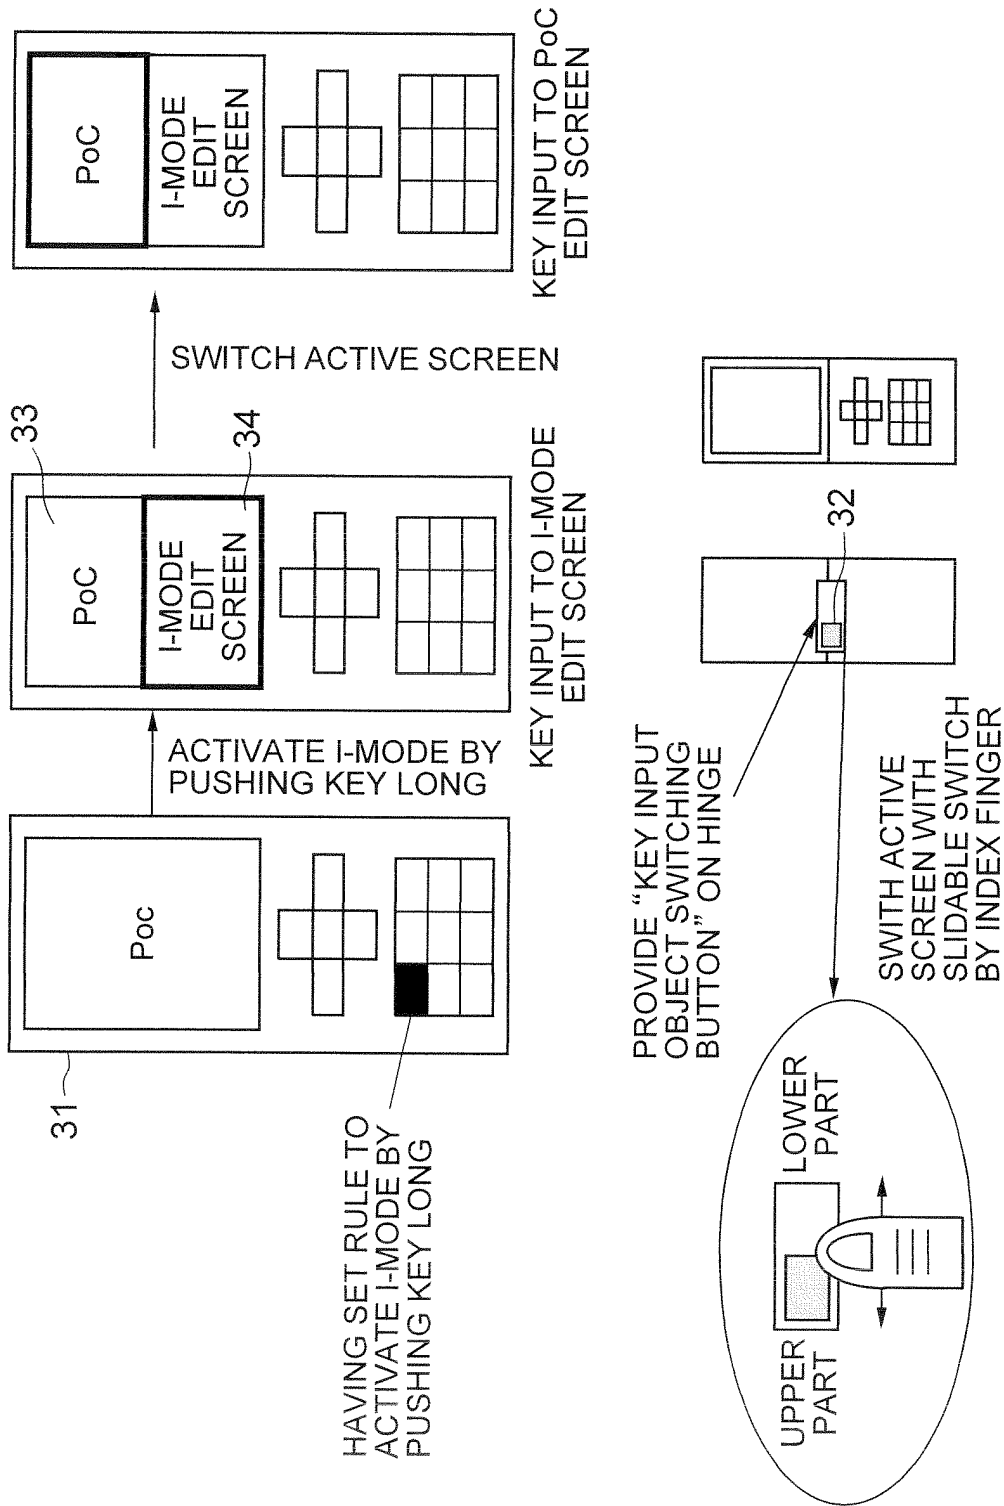 31
Poc
HAVING SET RULE TO
ACTIVATE I-MODE BY
PUSHING KEY LONG
ACTIVATE I-MODE BY
PUSHING KEY LONG
33
PoC
I-MODE
EDIT
SCREEN
34
KEY INPUT TO I-MODE
EDIT SCREEN
SWITCH ACTIVE SCREEN
PoC
I-MODE
EDIT
SCREEN
KEY INPUT TO PoC
EDIT SCREEN
PROVIDE “KEY INPUT
OBJECT SWITCHING
BUTTON” ON HINGE
32
UPPER
PART
LOWER
PART
SWITH ACTIVE
SCREEN WITH
SLIDABLE SWITCH
BY INDEX FINGER